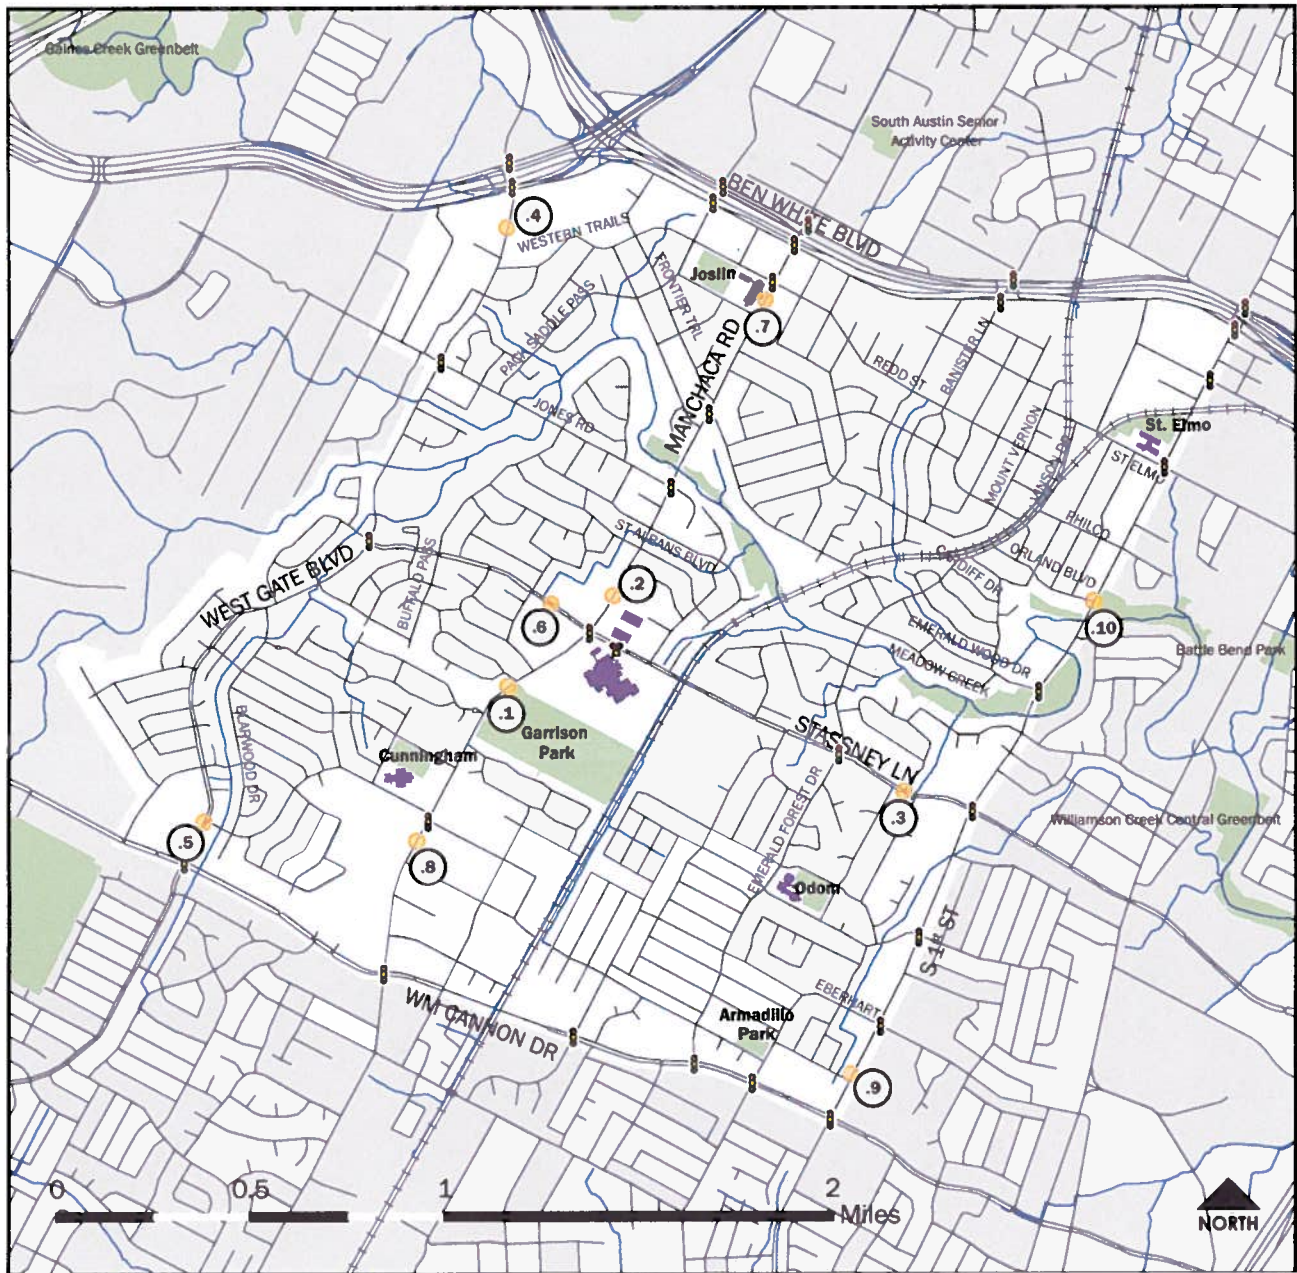 Gaines Creek Greenbelt
South Austin Senior
Activity Center
BEN WHITE BLVD
.4
WESTERN TRAILS
Joslin
FRONTIER TRL
PACK SADDLE PASS
.7
MANCHACA RD
REDD ST
BANISTER LN
JONES RD
St. Elmo
MOUNT VERNON
ST ELMO
PHILCO
ST ALBANS BLVD
ORLAND BLVD
CARDIFF DR
WEST GATE BLVD
BUFFALO PASS
.2
.6
.10
EMERALD WOOD DR
MEADOW CREEK
Battle Bend Park
.1
Garrison
Park
BLARWOOD DR
Cunningham
STASSNEY LN
EMERALD FOREST DR
.3
Williamson Creek Central Greenbelt
.5
.8
Odom
S 1st ST
WM CANNON DR
EBERHART
Armadillo
Park
.9
0 0.5 1 2
Miles
NORTH